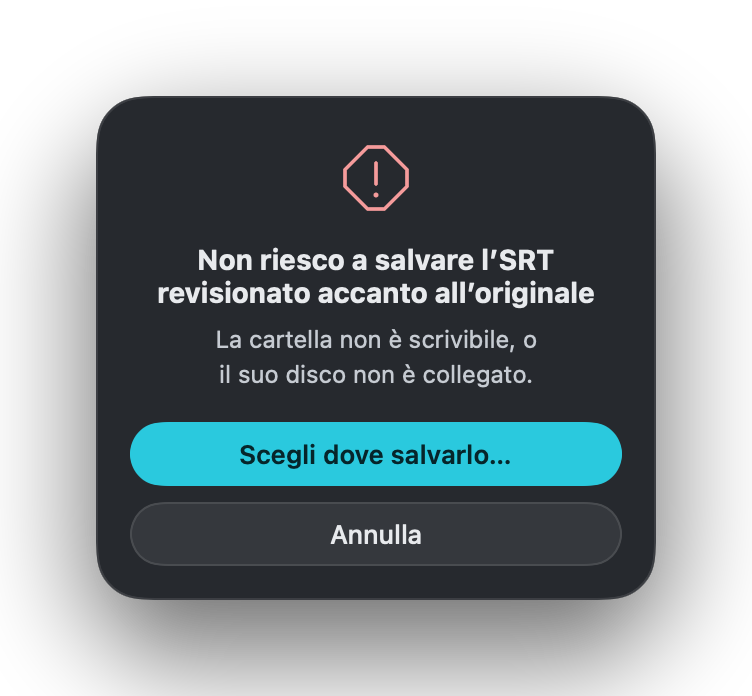 Non riesco a salvare l’SRT
revisionato accanto all’originale
La cartella non è scrivibile, o
il suo disco non è collegato.
Scegli dove salvarlo…
Annulla